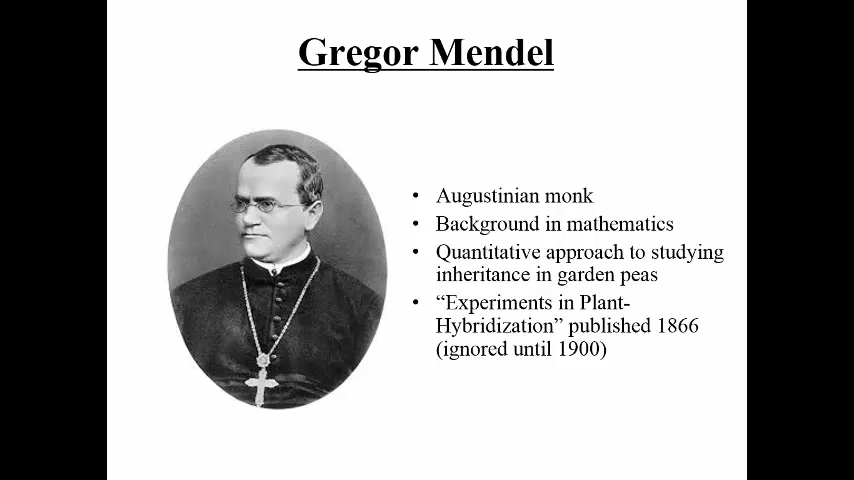 Gregor Mendel
• Augustinian monk
• Background in mathematics
• Quantitative approach to studying
inheritance in garden peas
• “Experiments in Plant-
Hybridization” published 1866
(ignored until 1900)